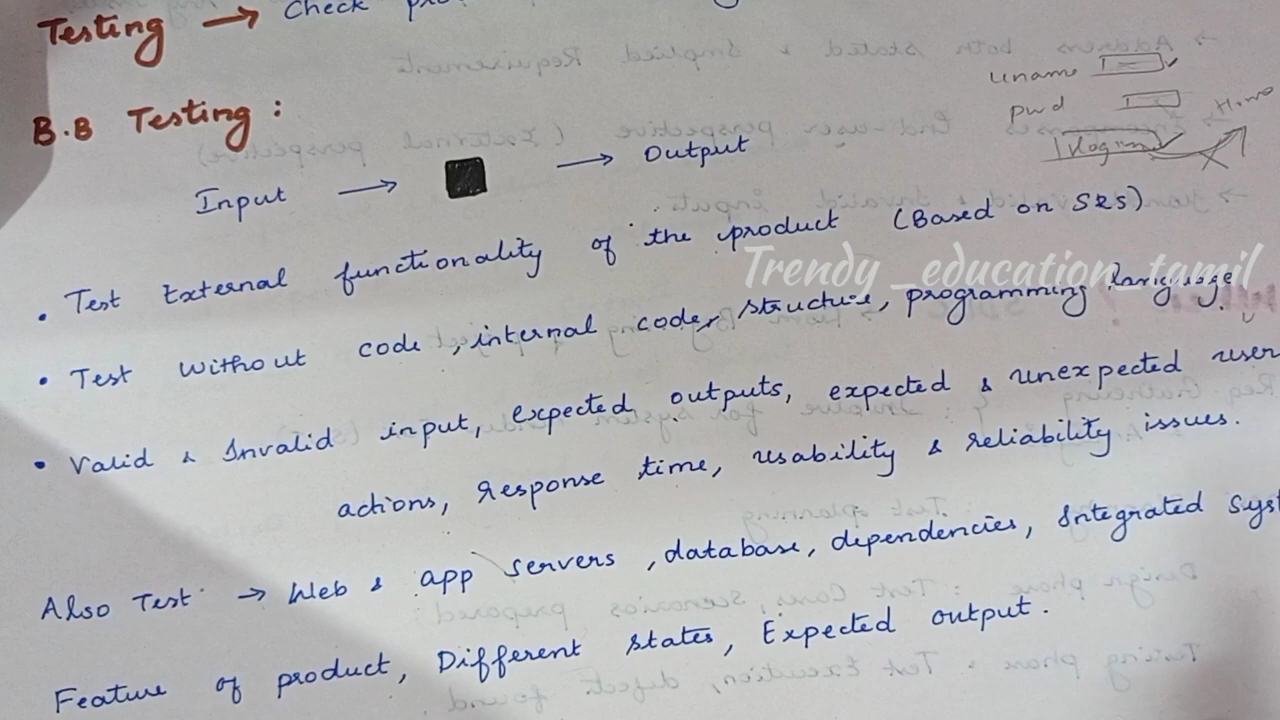 Testing → Check
uname
pwd
B.B Testing :
Input → → Output
• Test External functionality of the product (Based on SRS)
Trendy _education_tamil
• Test without code, internal code, structure, programming language.
• Valid & Invalid input, expected outputs, expected & unexpected user
actions, Response time, usability & reliability issues.
Also Test → Web & app servers, database, dependencies, Integrated
Feature of product, Different states, Expected output.